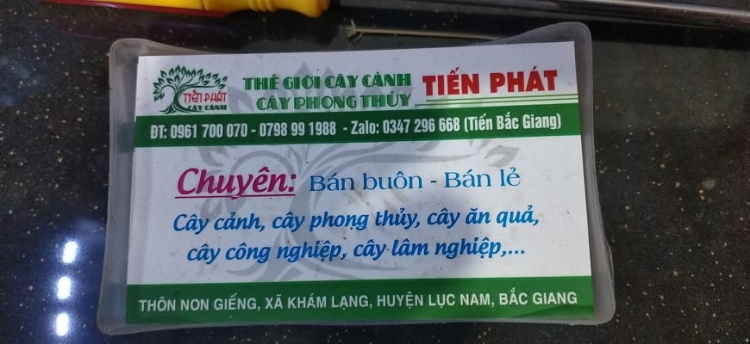 TIẾN PHÁT
CÂY CẢNH
THẾ GIỚI CÂY CẢNH
CÂY PHONG THỦY
TIẾN PHÁT
ĐT: 0961 700 070 - 0798 99 1988 - Zalo: 0347 296 668 (Tiến Bắc Giang)
Chuyên: Bán buôn - Bán lẻ
Cây cảnh, cây phong thủy, cây ăn quả,
cây công nghiệp, cây lâm nghiệp,...
THÔN NON GIẾNG, XÃ KHÁM LẠNG, HUYỆN LỤC NAM, BẮC GIANG